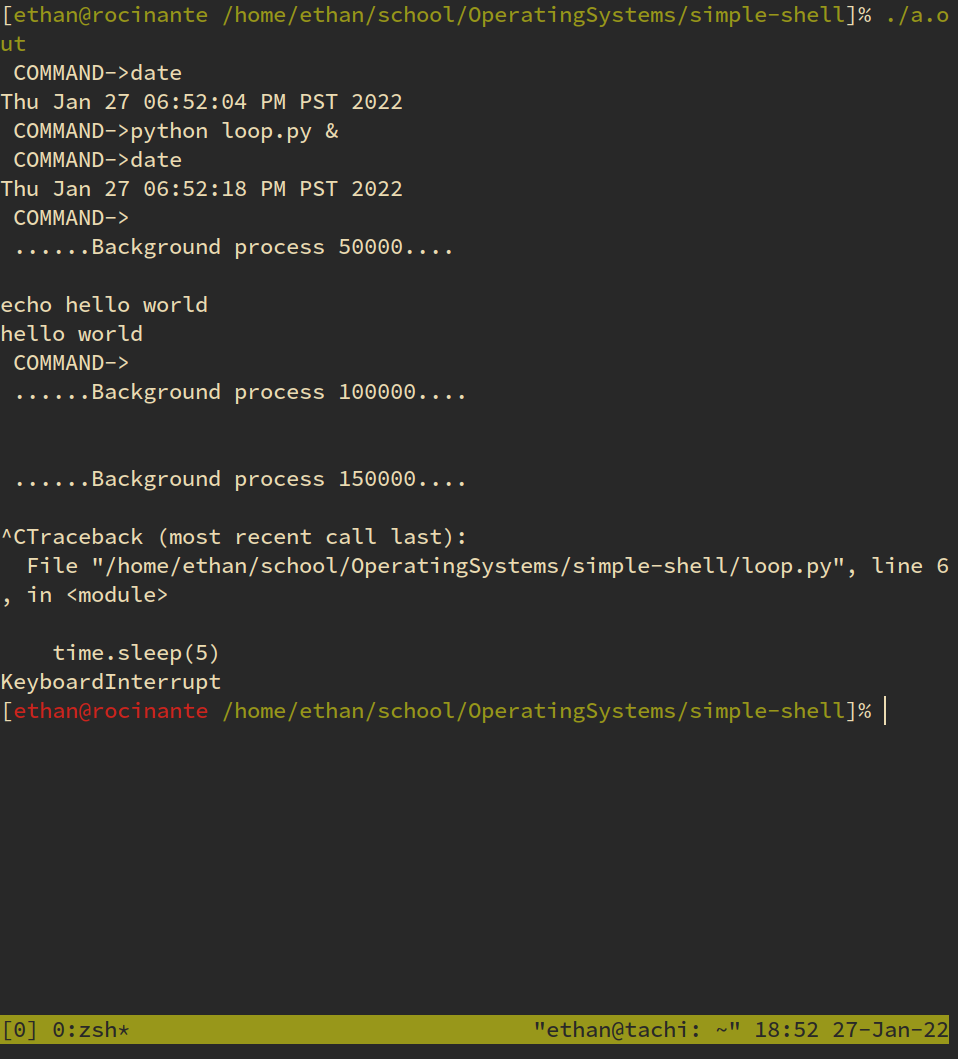 [ethan@rocinante /home/ethan/school/OperatingSystems/simple-shell]% ./a.o
ut
 COMMAND->date
Thu Jan 27 06:52:04 PM PST 2022
 COMMAND->python loop.py &
 COMMAND->date
Thu Jan 27 06:52:18 PM PST 2022
 COMMAND->
 ......Background process 50000....
echo hello world
hello world
 COMMAND->
 ......Background process 100000....
 ......Background process 150000....
^CTraceback (most recent call last):
  File "/home/ethan/school/OperatingSystems/simple-shell/loop.py", line 6
, in <module>
    time.sleep(5)
KeyboardInterrupt
[ethan@rocinante /home/ethan/school/OperatingSystems/simple-shell]%
[0] 0:zsh* "ethan@tachi: ~" 18:52 27-Jan-22